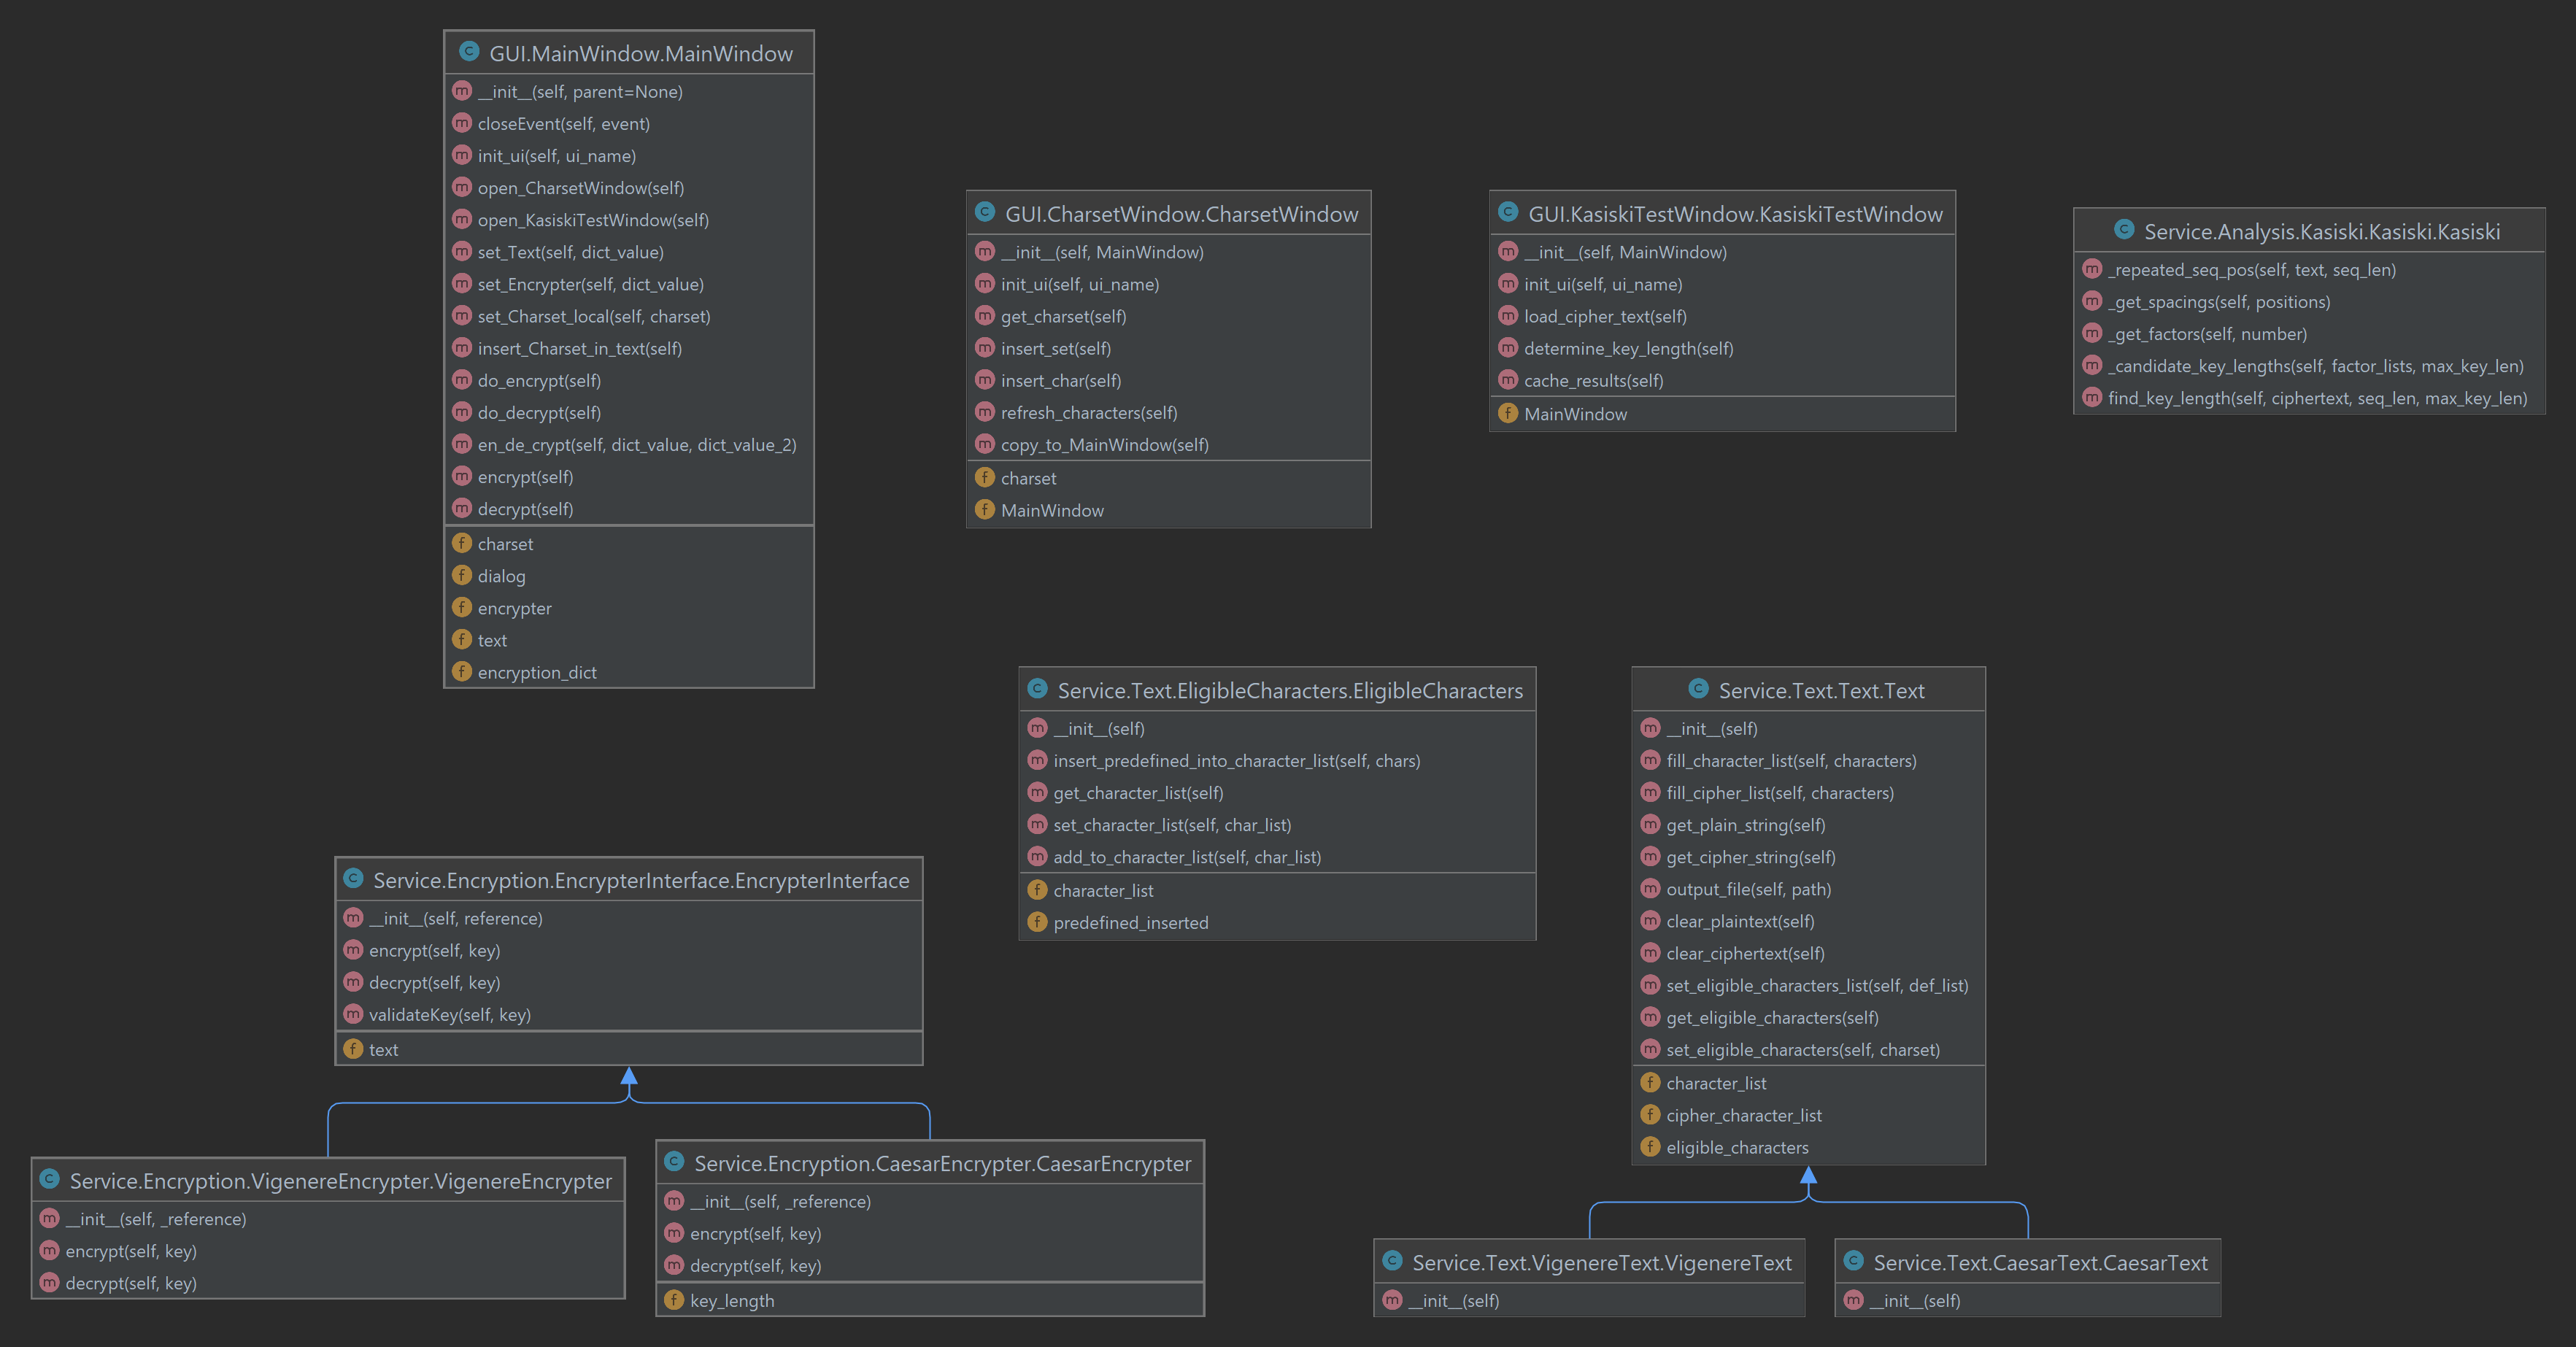 GUI.MainWindow.MainWindow
__init__(self, parent=None)
closeEvent(self, event)
init_ui(self, ui_name)
open_CharsetWindow(self)
open_KasiskiTestWindow(self)
set_Text(self, dict_value)
set_Encrypter(self, dict_value)
set_Charset_local(self, charset)
insert_Charset_in_text(self)
do_encrypt(self)
do_decrypt(self)
en_de_crypt(self, dict_value, dict_value_2)
encrypt(self)
decrypt(self)
charset
dialog
encrypter
text
encryption_dict
GUI.CharsetWindow.CharsetWindow
__init__(self, MainWindow)
init_ui(self, ui_name)
get_charset(self)
insert_set(self)
insert_char(self)
refresh_characters(self)
copy_to_MainWindow(self)
charset
MainWindow
GUI.KasiskiTestWindow.KasiskiTestWindow
__init__(self, MainWindow)
init_ui(self, ui_name)
load_cipher_text(self)
determine_key_length(self)
cache_results(self)
MainWindow
Service.Analysis.Kasiski.Kasiski.Kasiski
_repeated_seq_pos(self, text, seq_len)
_get_spacings(self, positions)
_get_factors(self, number)
_candidate_key_lengths(self, factor_lists, max_key_len)
find_key_length(self, ciphertext, seq_len, max_key_len)
Service.Text.EligibleCharacters.EligibleCharacters
__init__(self)
insert_predefined_into_character_list(self, chars)
get_character_list(self)
set_character_list(self, char_list)
add_to_character_list(self, char_list)
character_list
predefined_inserted
Service.Text.Text.Text
__init__(self)
fill_character_list(self, characters)
fill_cipher_list(self, characters)
get_plain_string(self)
get_cipher_string(self)
output_file(self, path)
clear_plaintext(self)
clear_ciphertext(self)
set_eligible_characters_list(self, def_list)
get_eligible_characters(self)
set_eligible_characters(self, charset)
character_list
cipher_character_list
eligible_characters
Service.Encryption.EncrypterInterface.EncrypterInterface
__init__(self, reference)
encrypt(self, key)
decrypt(self, key)
validateKey(self, key)
text
Service.Encryption.VigenereEncrypter.VigenereEncrypter
__init__(self, _reference)
encrypt(self, key)
decrypt(self, key)
Service.Encryption.CaesarEncrypter.CaesarEncrypter
__init__(self, _reference)
encrypt(self, key)
decrypt(self, key)
key_length
Service.Text.VigenereText.VigenereText
__init__(self)
Service.Text.CaesarText.CaesarText
__init__(self)